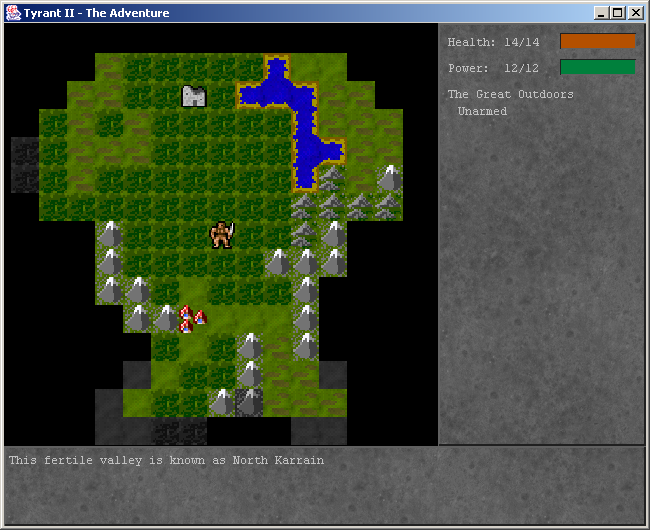 Tyrant II - The Adventure
Health: 14/14
Power: 12/12
The Great Outdoors
Unarmed
This fertile valley is known as North Karrain